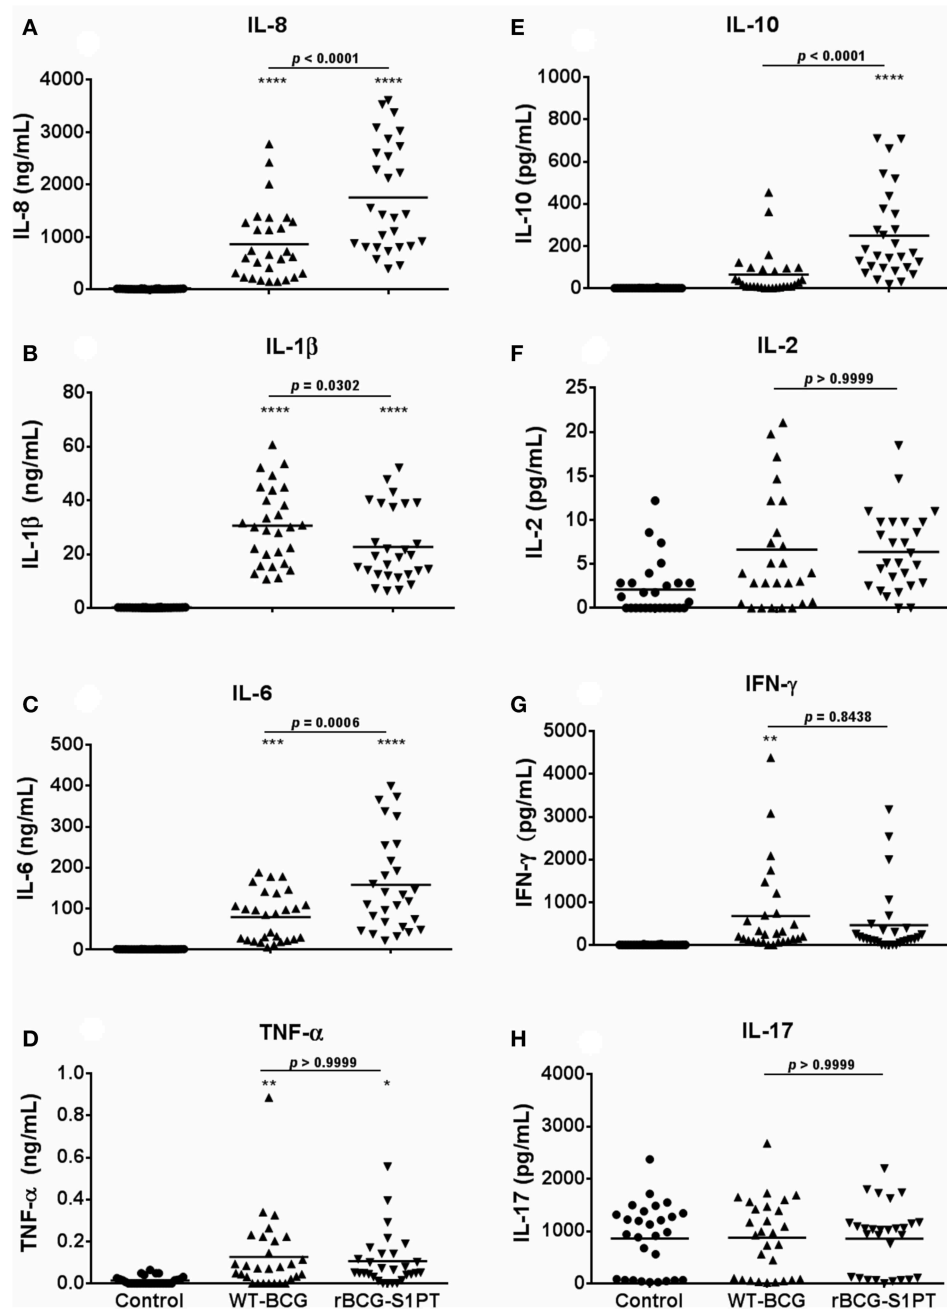 A
IL-8
p < 0.0001
**** ****
4000
3000
2000
1000
0
IL-8 (ng/mL)
B
IL-1β
p = 0.0302
**** ****
80
60
40
20
0
IL-1β (ng/mL)
C
IL-6
p = 0.0006
*** ****
500
400
300
200
100
0
IL-6 (ng/mL)
D
TNF-α
p > 0.9999
** *
1.0
0.8
0.6
0.4
0.2
0.0
TNF-α (ng/mL)
Control WT-BCG rBCG-S1PT
E
IL-10
p < 0.0001
****
1000
800
600
400
200
0
IL-10 (pg/mL)
F
IL-2
p > 0.9999
25
20
15
10
5
0
IL-2 (pg/mL)
G
IFN-γ
p = 0.8438
**
5000
4000
3000
2000
1000
0
IFN-γ (pg/mL)
H
IL-17
p > 0.9999
4000
3000
2000
1000
0
IL-17 (pg/mL)
Control WT-BCG rBCG-S1PT